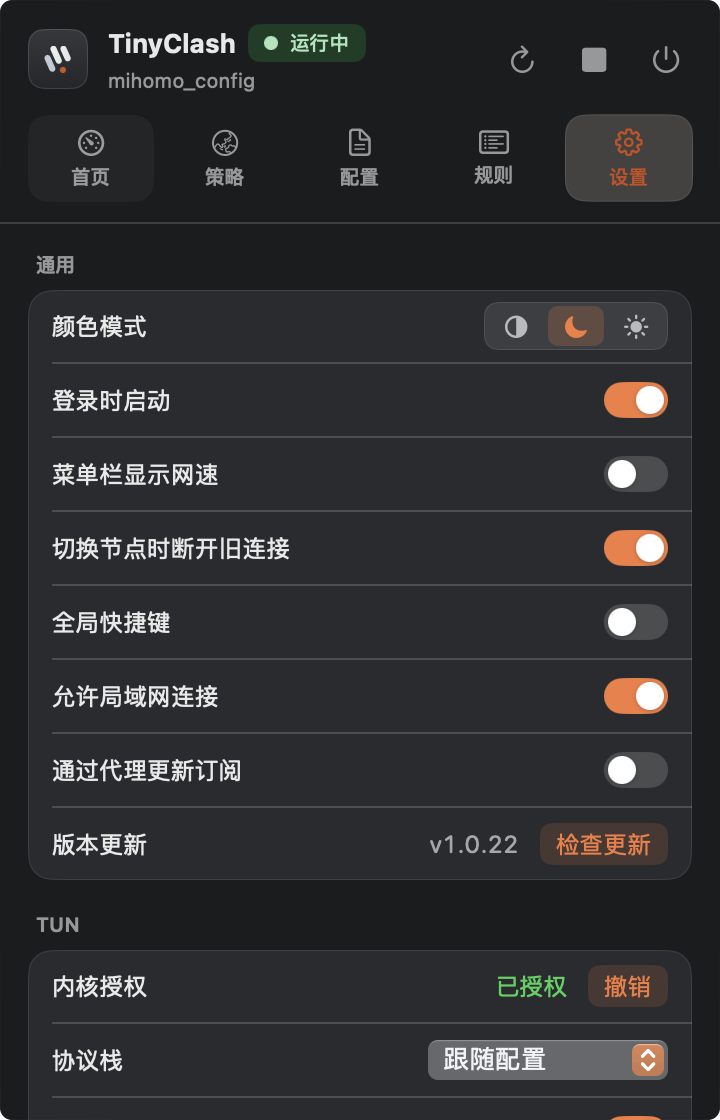 TinyClash 运行中
mihomo_config
首页 策略 配置 规则 设置
通用
颜色模式
登录时启动
菜单栏显示网速
切换节点时断开旧连接
全局快捷键
允许局域网连接
通过代理更新订阅
版本更新 v1.0.22 检查更新
TUN
内核授权 已授权 撤销
协议栈 跟随配置